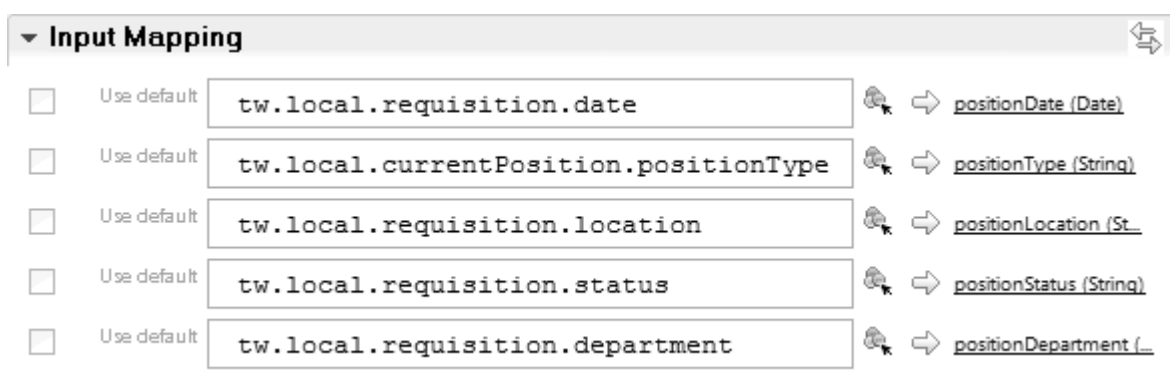 Input Mapping
Use default tw.local.requisition.date positionDate (Date)
Use default tw.local.currentPosition.positionType positionType (String)
Use default tw.local.requisition.location positionLocation (St...
Use default tw.local.requisition.status positionStatus (String)
Use default tw.local.requisition.department positionDepartment (...